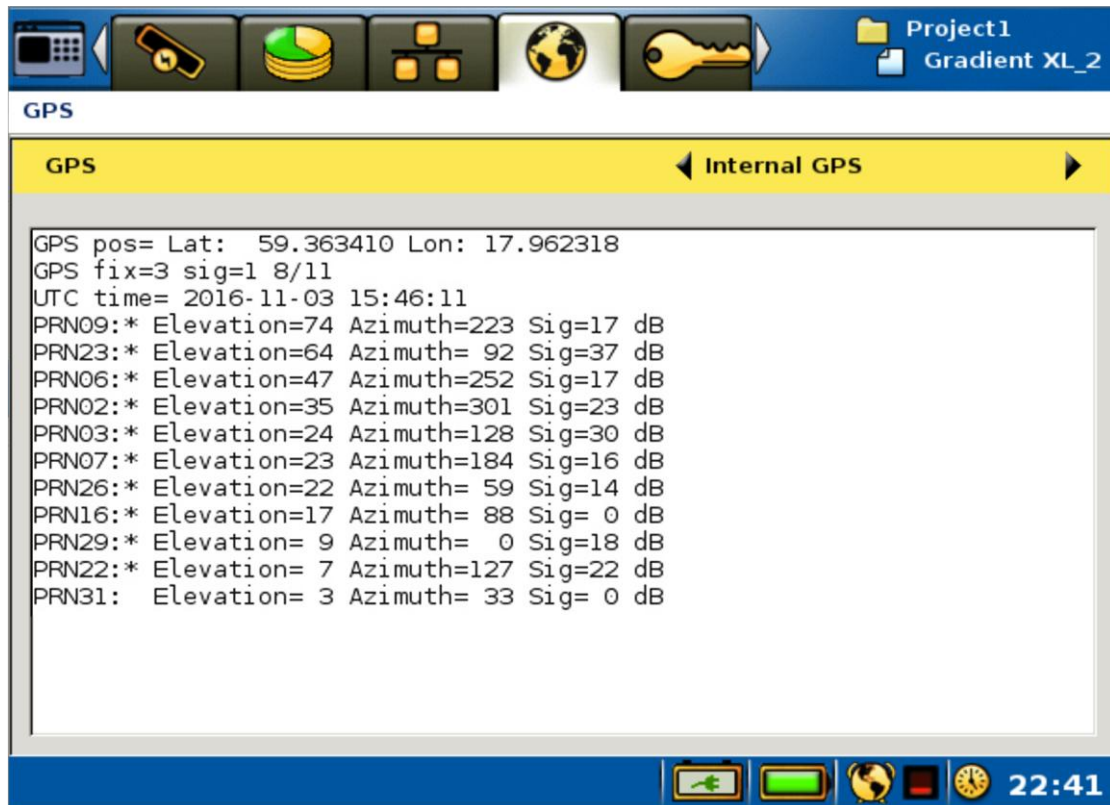 Project1
Gradient XL_2
GPS
GPS Internal GPS
GPS pos= Lat:  59.363410 Lon: 17.962318
GPS fix=3 sig=1 8/11
UTC time= 2016-11-03 15:46:11
PRN09:* Elevation=74 Azimuth=223 Sig=17 dB
PRN23:* Elevation=64 Azimuth= 92 Sig=37 dB
PRN06:* Elevation=47 Azimuth=252 Sig=17 dB
PRN02:* Elevation=35 Azimuth=301 Sig=23 dB
PRN03:* Elevation=24 Azimuth=128 Sig=30 dB
PRN07:* Elevation=23 Azimuth=184 Sig=16 dB
PRN26:* Elevation=22 Azimuth= 59 Sig=14 dB
PRN16:* Elevation=17 Azimuth= 88 Sig= 0 dB
PRN29:* Elevation= 9 Azimuth=  0 Sig=18 dB
PRN22:* Elevation= 7 Azimuth=127 Sig=22 dB
PRN31:  Elevation= 3 Azimuth= 33 Sig= 0 dB
22:41